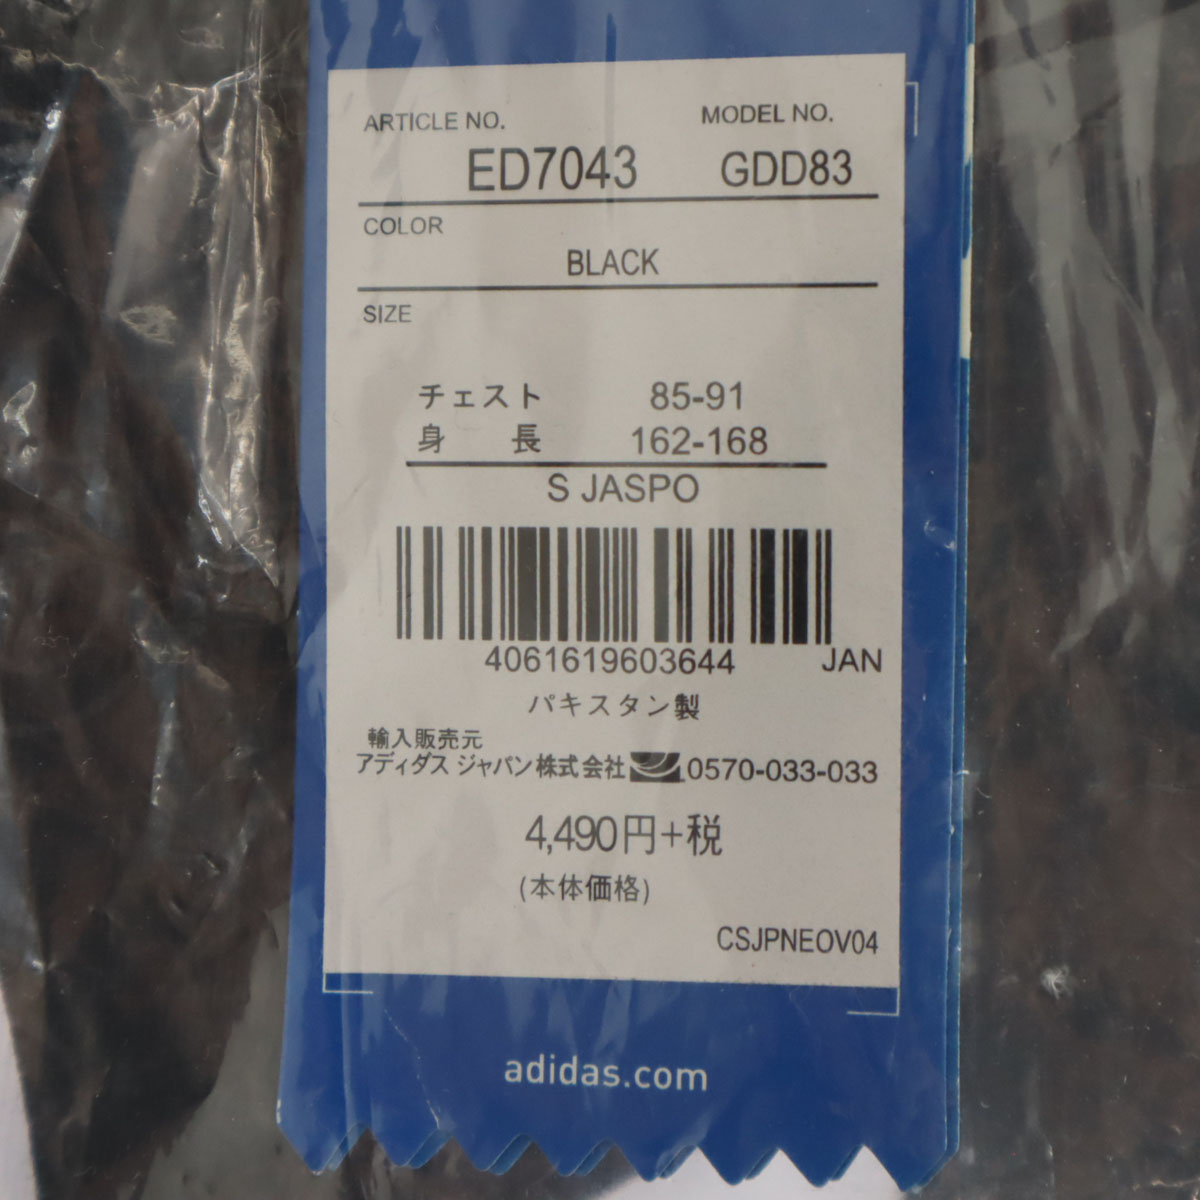 ARTICLE NO. MODEL NO.
ED7043 GDD83
COLOR
BLACK
SIZE
チェスト 85-91
身長 162-168
S JASPO
4061619603644 JAN
パキスタン製
輸入販売元
アディダス ジャパン株式会社 0570-033-033
4,490円+税
(本体価格)
CSJPNEOV04
adidas.com